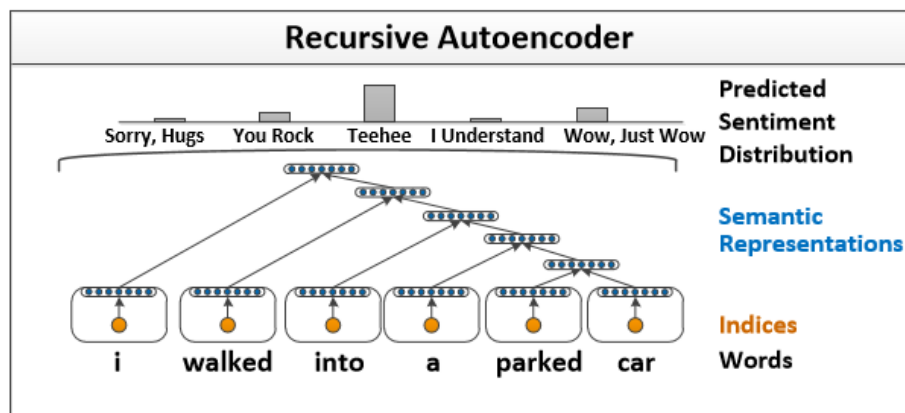 Recursive Autoencoder
Predicted
Sentiment
Distribution
Sorry, Hugs You Rock Teehee I Understand Wow, Just Wow
Semantic
Representations
Indices
i walked into a parked car Words